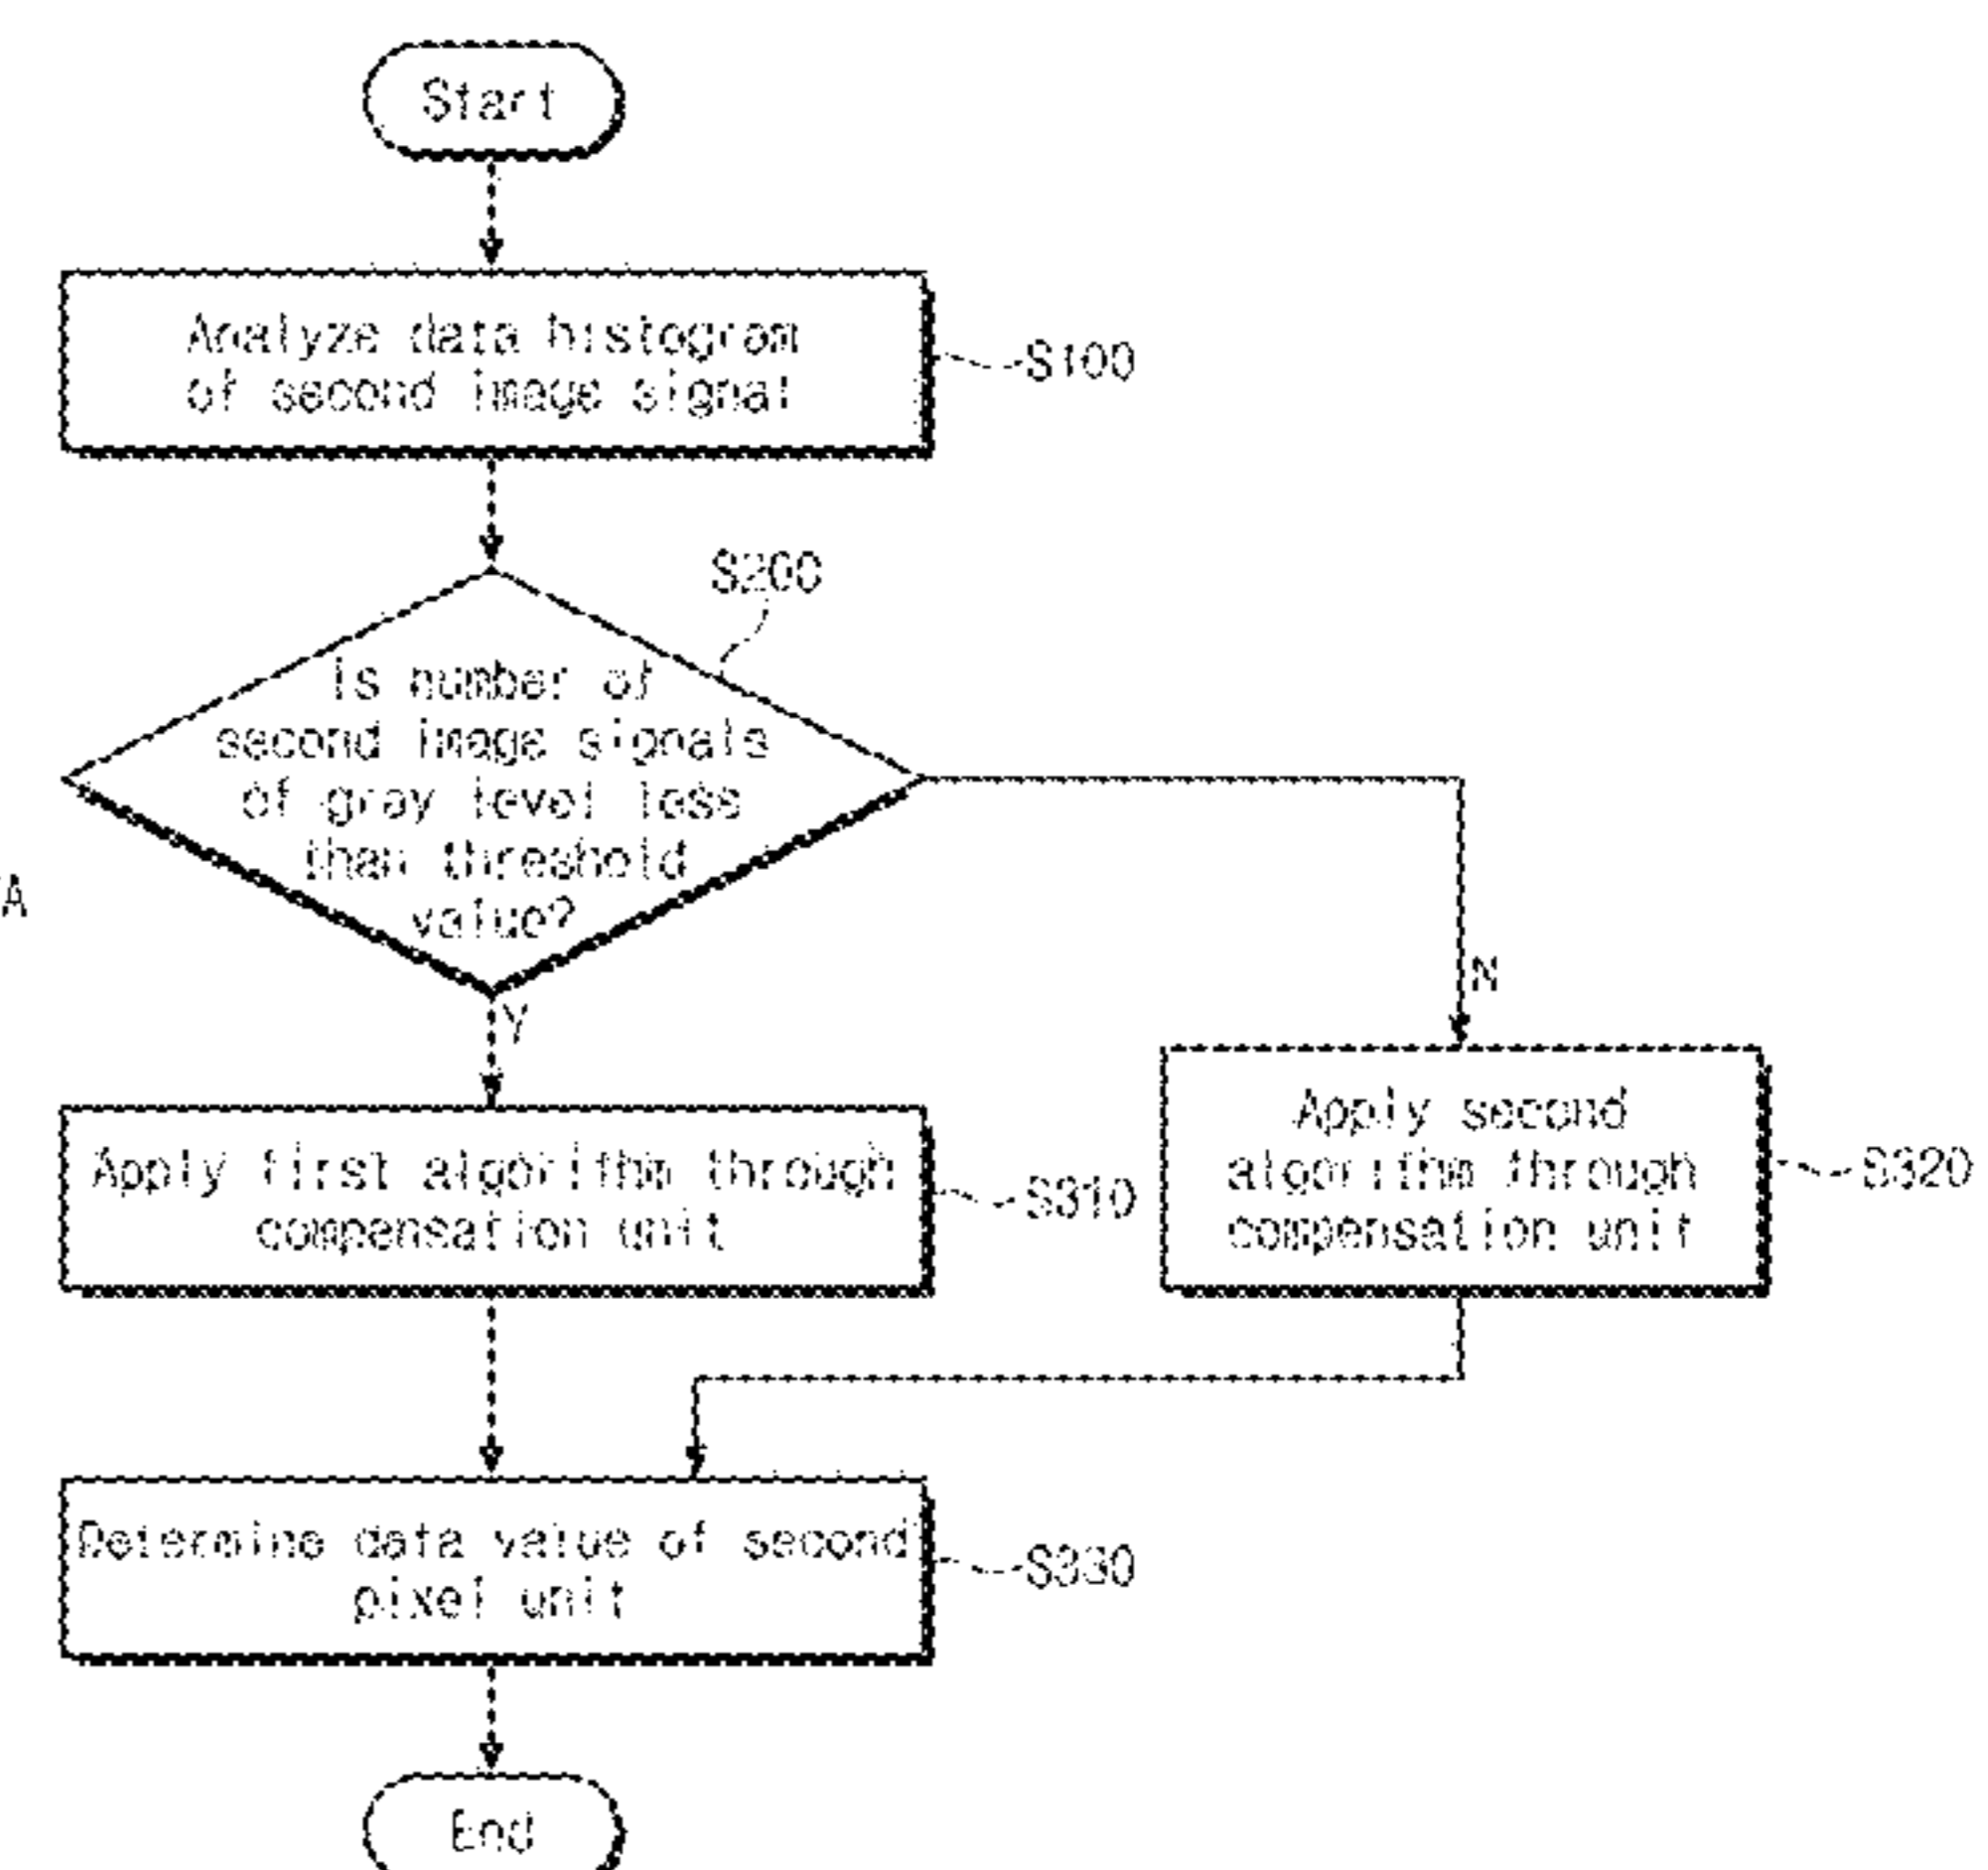 Start
Analyze data histogram
of second image signal
S100
S200
Is number of
second image signals
of gray level less
than threshold
value?
A
N
Y
Apply first algorithm through
compensation unit
S310
Apply second
algorithm through
compensation unit
S320
Determine data value of second
pixel unit
S330
End